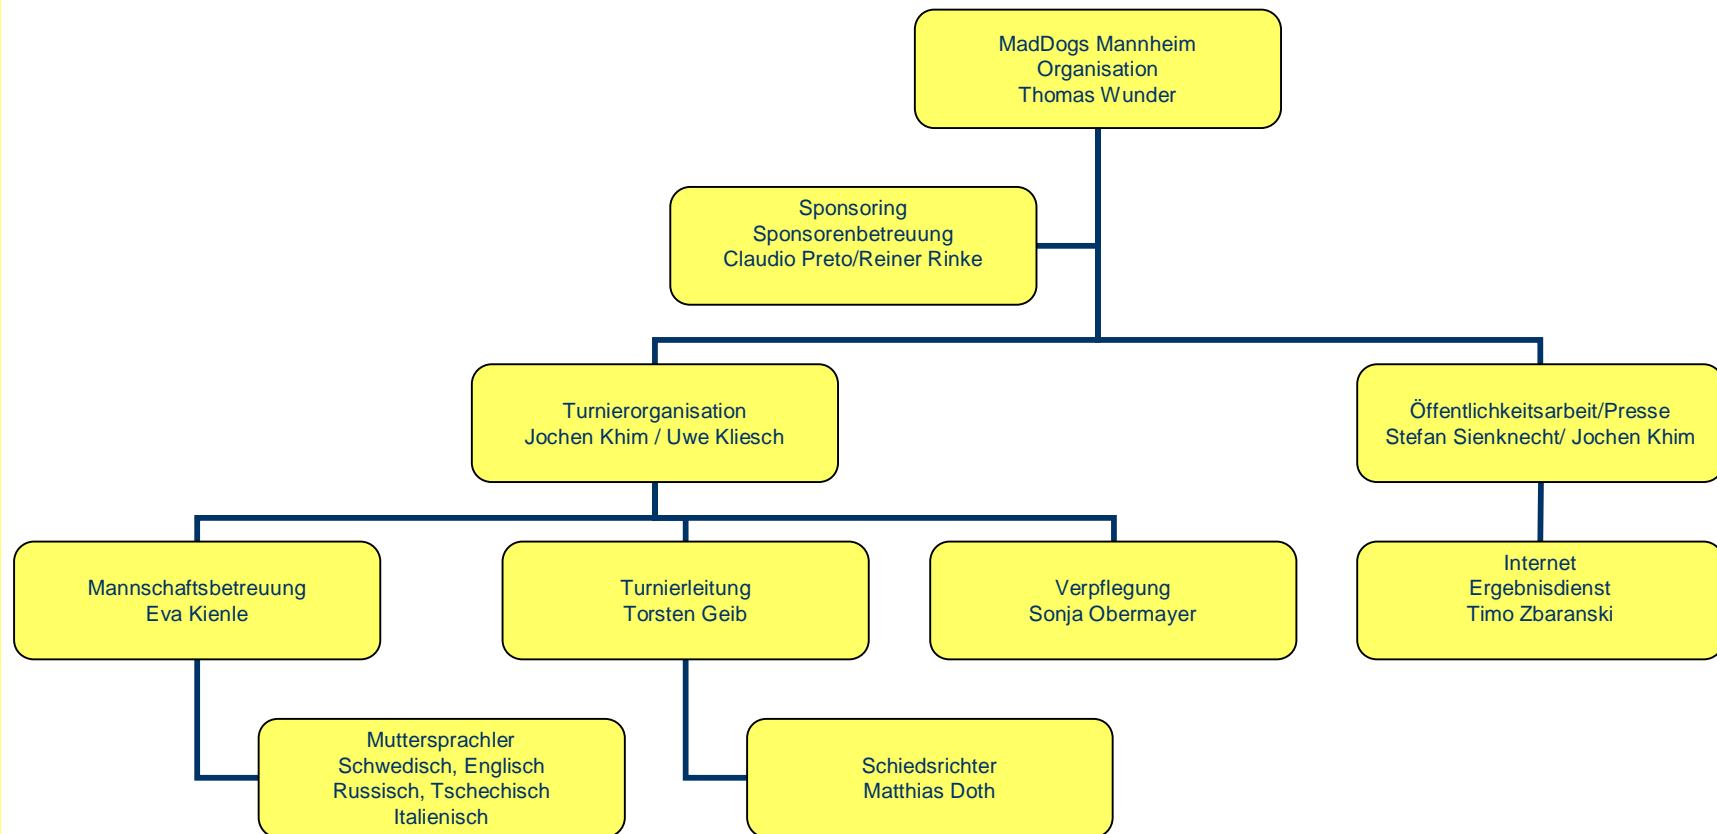 MadDogs Mannheim
Organisation
Thomas Wunder
Sponsoring
Sponsorenbetreuung
Claudio Preto/Reiner Rinke
Turnierorganisation
Jochen Khim / Uwe Kliesch
Öffentlichkeitsarbeit/Presse
Stefan Sienknecht/ Jochen Khim
Mannschaftsbetreuung
Eva Kienle
Turnierleitung
Torsten Geib
Verpflegung
Sonja Obermayer
Internet
Ergebnisdienst
Timo Zbaranski
Muttersprachler
Schwedisch, Englisch
Russisch, Tschechisch
Italienisch
Schiedsrichter
Matthias Doth